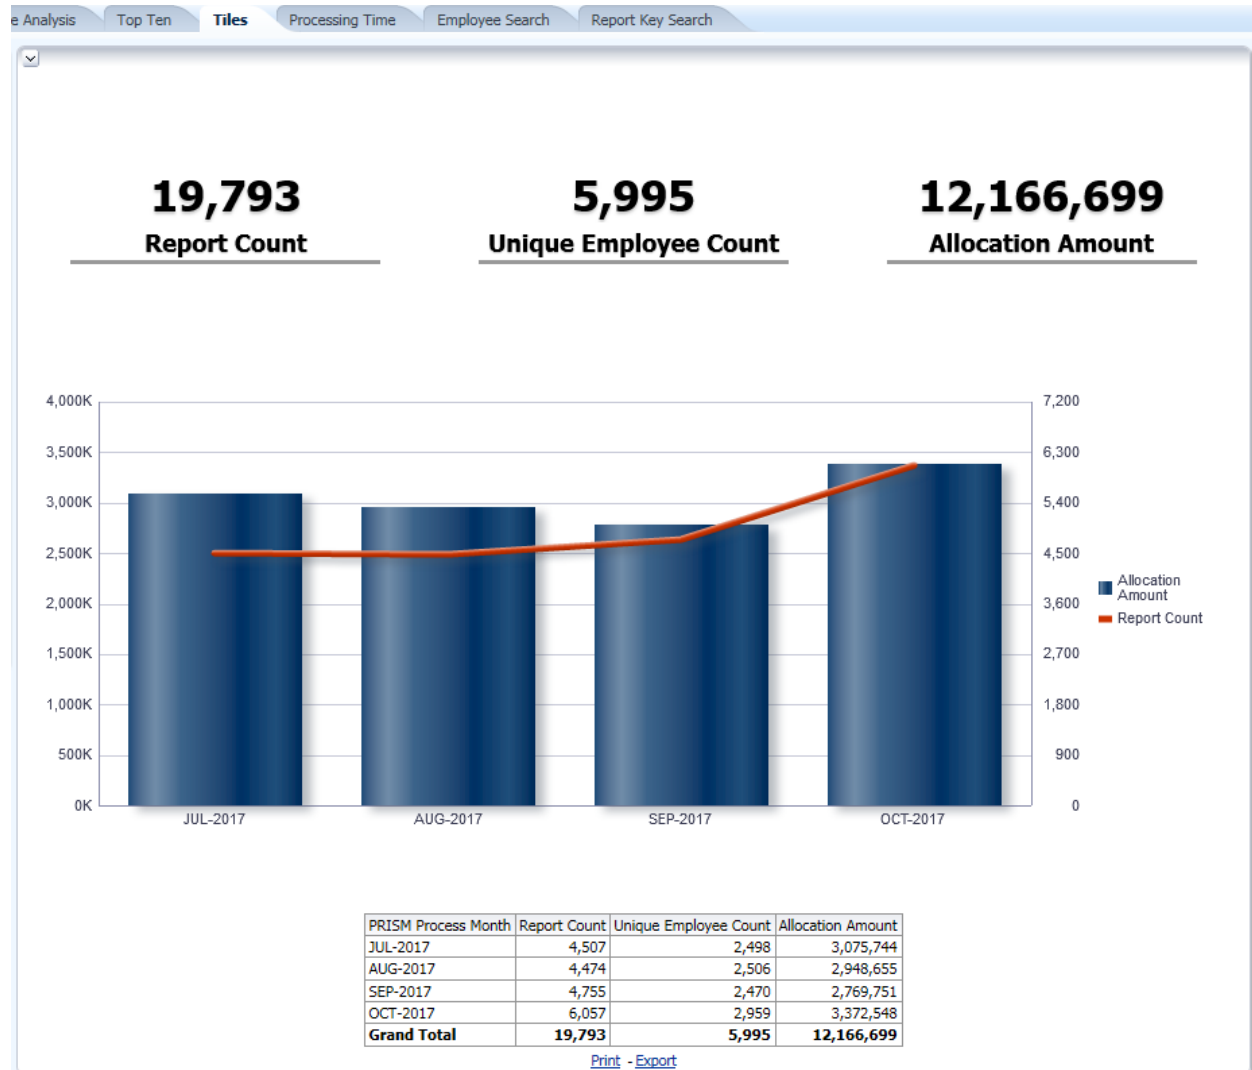 e Analysis Top Ten Tiles Processing Time Employee Search Report Key Search
19,793 5,995 12,166,699
Report Count Unique Employee Count Allocation Amount
4,000K 7,200
3,500K 6,300
3,000K 5,400
2,500K 4,500
2,000K 3,600
1,500K 2,700
1,000K 1,800
500K 900
0K 0
JUL-2017 AUG-2017 SEP-2017 OCT-2017
Allocation
Amount
Report Count
PRISM Process Month Report Count Unique Employee Count Allocation Amount
JUL-2017 4,507 2,498 3,075,744
AUG-2017 4,474 2,506 2,948,655
SEP-2017 4,755 2,470 2,769,751
OCT-2017 6,057 2,959 3,372,548
Grand Total 19,793 5,995 12,166,699
Print - Export